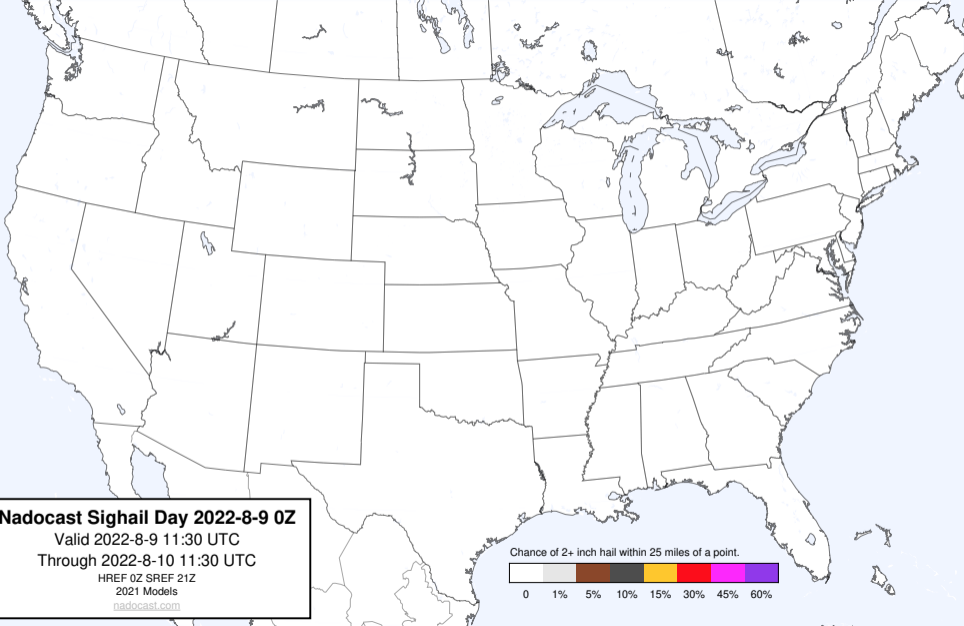 Nadocast Sighail Day 2022-8-9 0Z
Valid 2022-8-9 11:30 UTC
Through 2022-8-10 11:30 UTC
HREF 0Z SREF 21Z
2021 Models
nadocast.com
Chance of 2+ inch hail within 25 miles of a point.
0 1% 5% 10% 15% 30% 45% 60%